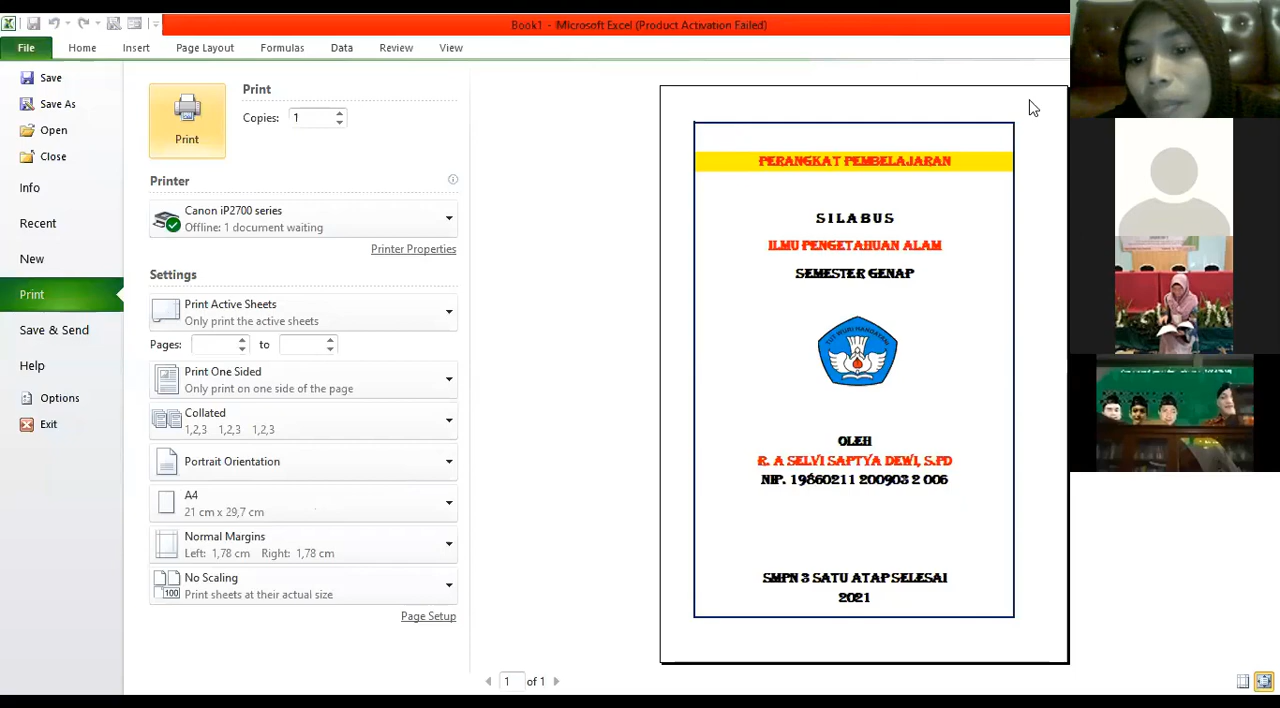 Book1 - Microsoft Excel (Product Activation Failed)
File Home Insert Page Layout Formulas Data Review View
Save
Save As
Open
Close
Info
Recent
New
Print
Save & Send
Help
Options
Exit
Print
Print
Copies: 1
Printer
Canon iP2700 series
Offline: 1 document waiting
Printer Properties
Settings
Print Active Sheets
Only print the active sheets
Pages: to
Print One Sided
Only print on one side of the page
Collated
1,2,3 1,2,3 1,2,3
Portrait Orientation
A4
21 cm x 29,7 cm
Normal Margins
Left: 1,78 cm Right: 1,78 cm
No Scaling
100
Print sheets at their actual size
Page Setup
PERANGKAT PEMBELAJARAN
SILABUS
ILMU PENGETAHUAN ALAM
SEMESTER GENAP
TUT WURI HANDAYANI
OLEH
R. A SELVI SAPTYA DEWI, S.PD
NIP. 19860211 200903 2 006
SMPN 3 SATU ATAP SELESAI
2021
1 of 1